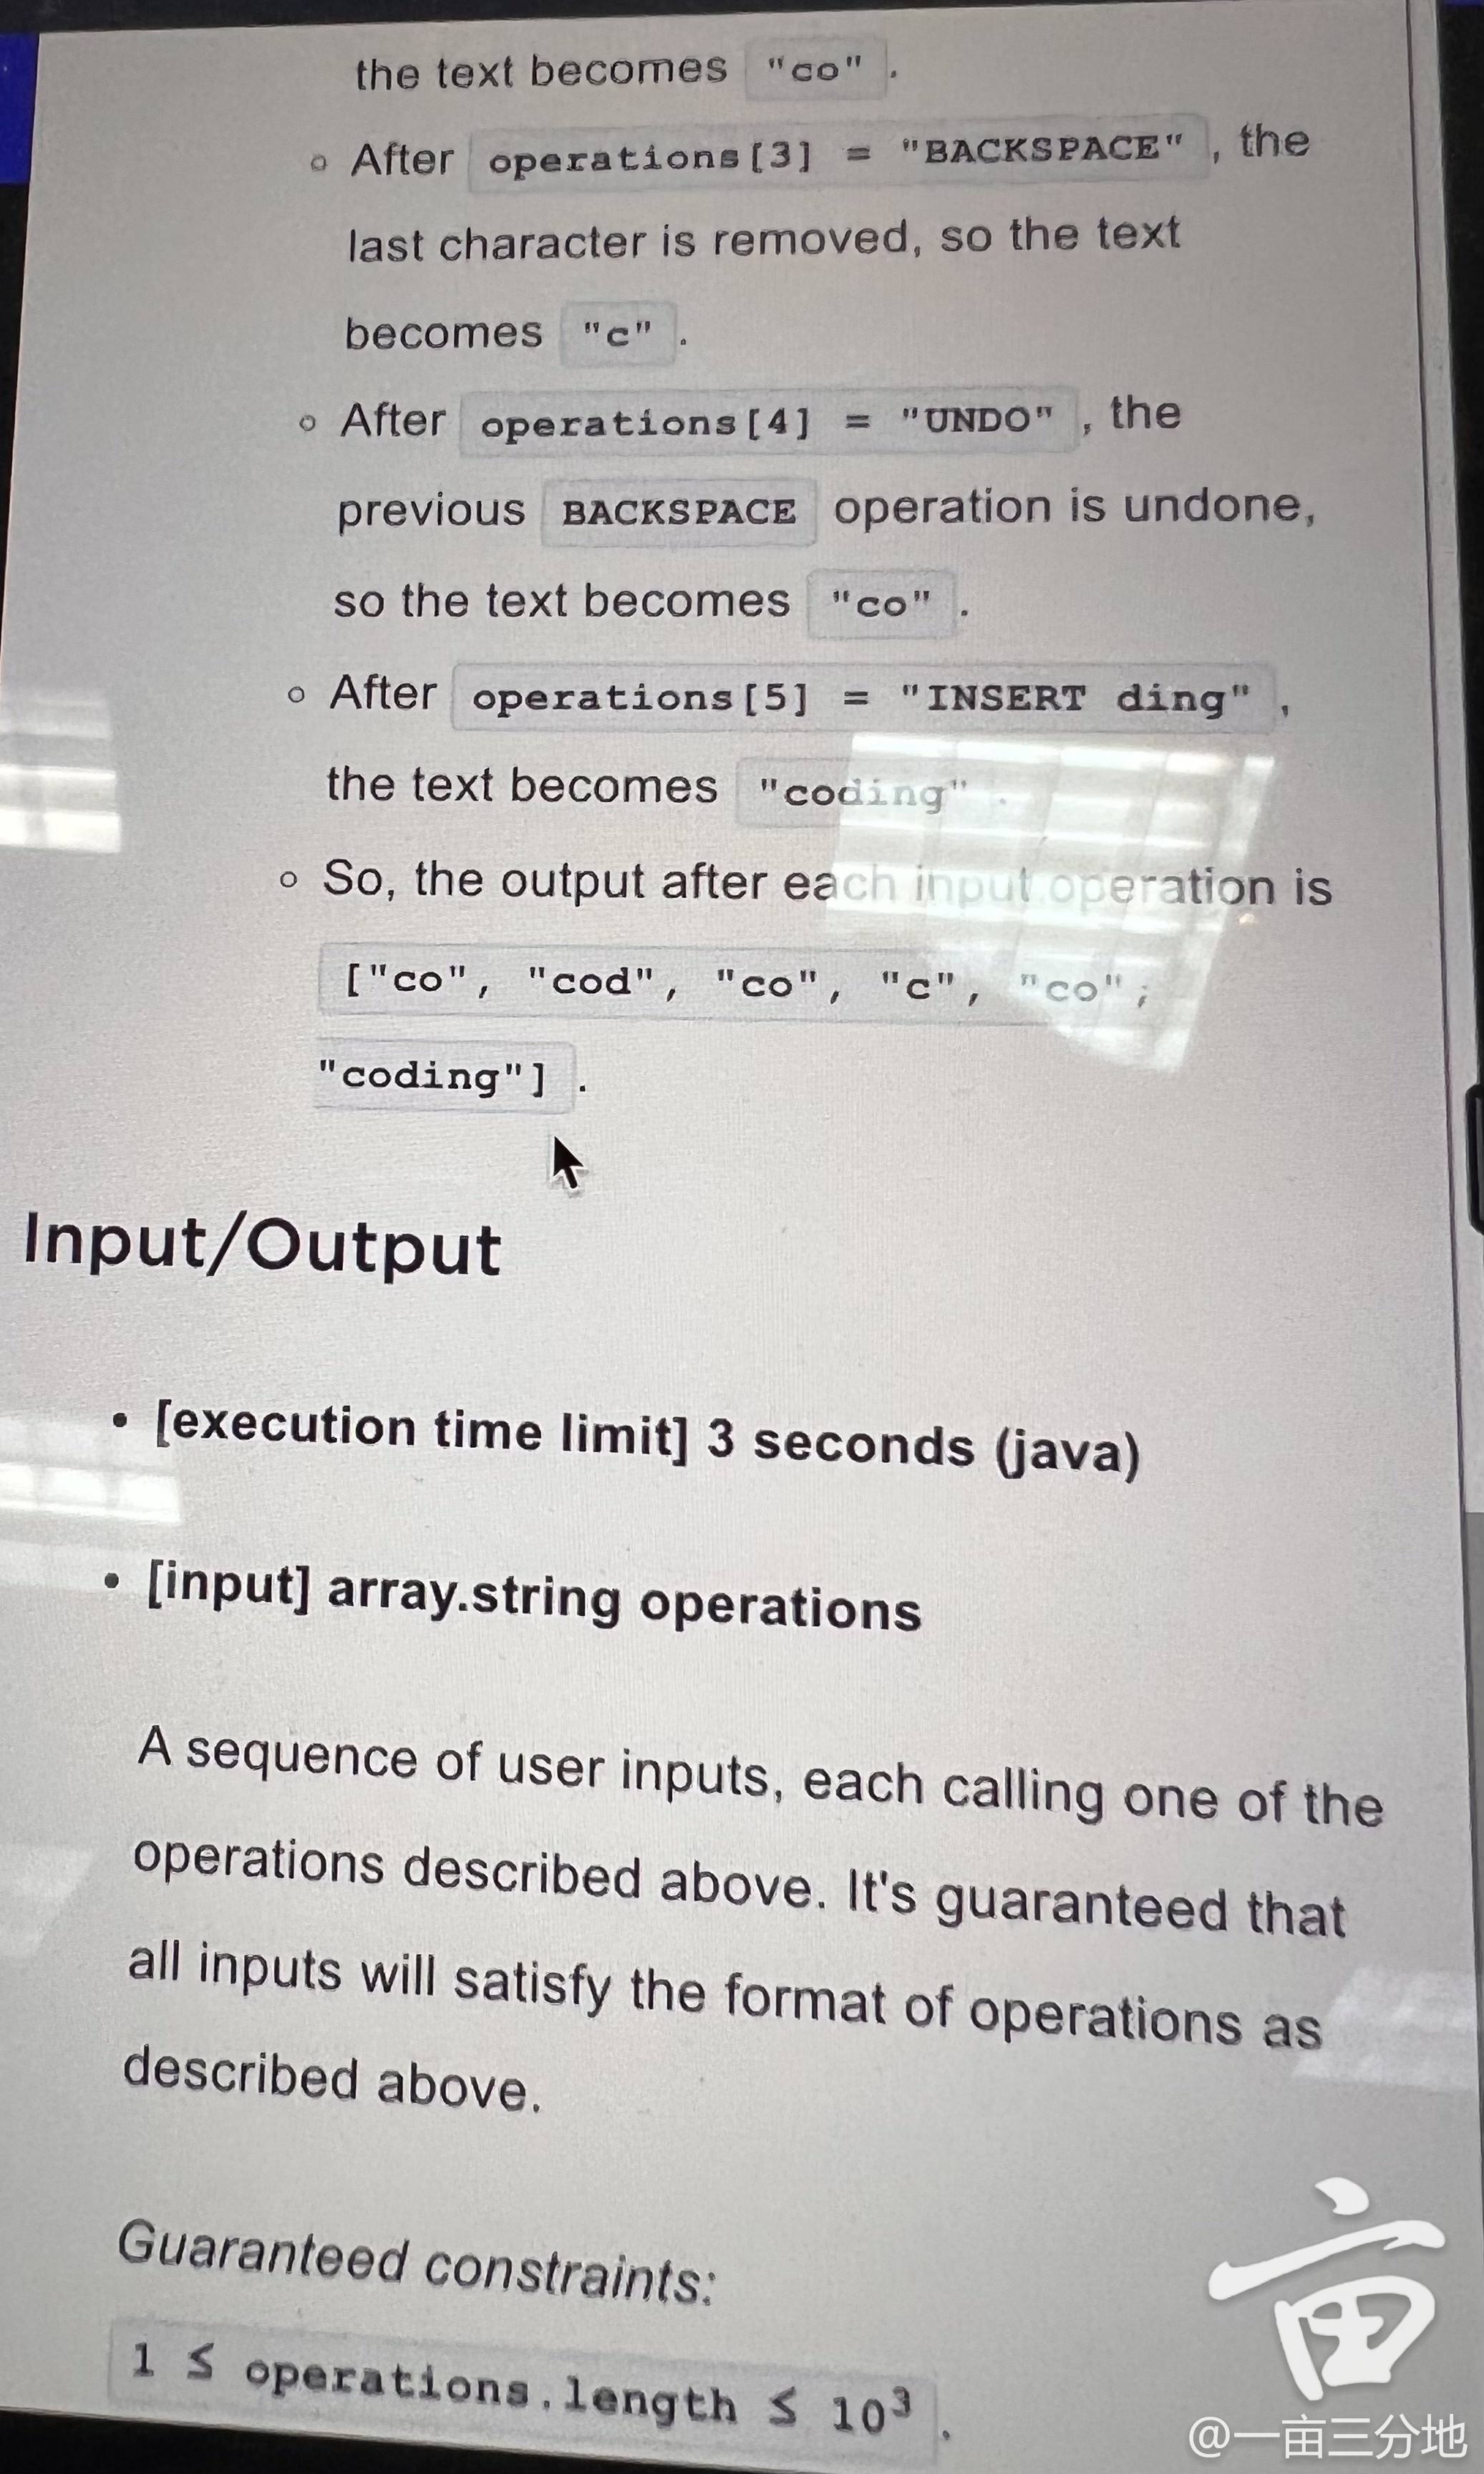 the text becomes "co" .
After operations[3] = "BACKSPACE" , the
last character is removed, so the text
becomes "c" .
After operations[4] = "UNDO" , the
previous BACKSPACE operation is undone,
so the text becomes "co" .
After operations[5] = "INSERT ding" ,
the text becomes "coding" .
So, the output after each input operation is
["co", "cod", "co", "c", "co",
"coding"] .
Input/Output
• [execution time limit] 3 seconds (java)
• [input] array.string operations
A sequence of user inputs, each calling one of the
operations described above. It's guaranteed that
all inputs will satisfy the format of operations as
described above.
Guaranteed constraints:
1 ≤ operations.length ≤ 10³ .
亩
@一亩三分地